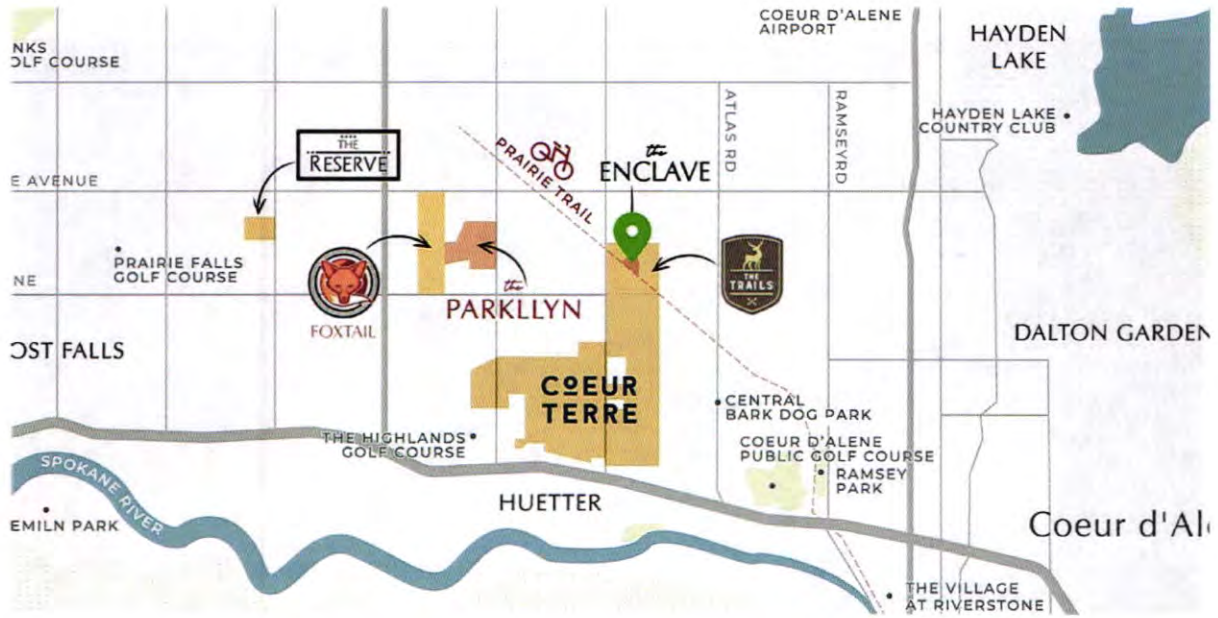 COEUR D'ALENE
AIRPORT
HAYDEN
LAKE
NKS
OLF COURSE
HAYDEN LAKE
COUNTRY CLUB
ATLAS RD
RAMSEYRD
THE
RESERVE
PRAIRIE TRAIL
the
ENCLAVE
E AVENUE
PRAIRIE FALLS
GOLF COURSE
NE
FOXTAIL
the
PARKLLYN
THE
TRAILS
OST FALLS
DALTON GARDEN
COEUR
TERRE
CENTRAL
BARK DOG PARK
THE HIGHLANDS
GOLF COURSE
COEUR D'ALENE
PUBLIC GOLF COURSE
RAMSEY
PARK
SPOKANE RIVER
HUETTER
EMILN PARK
Coeur d'Al
THE VILLAGE
AT RIVERSTONE